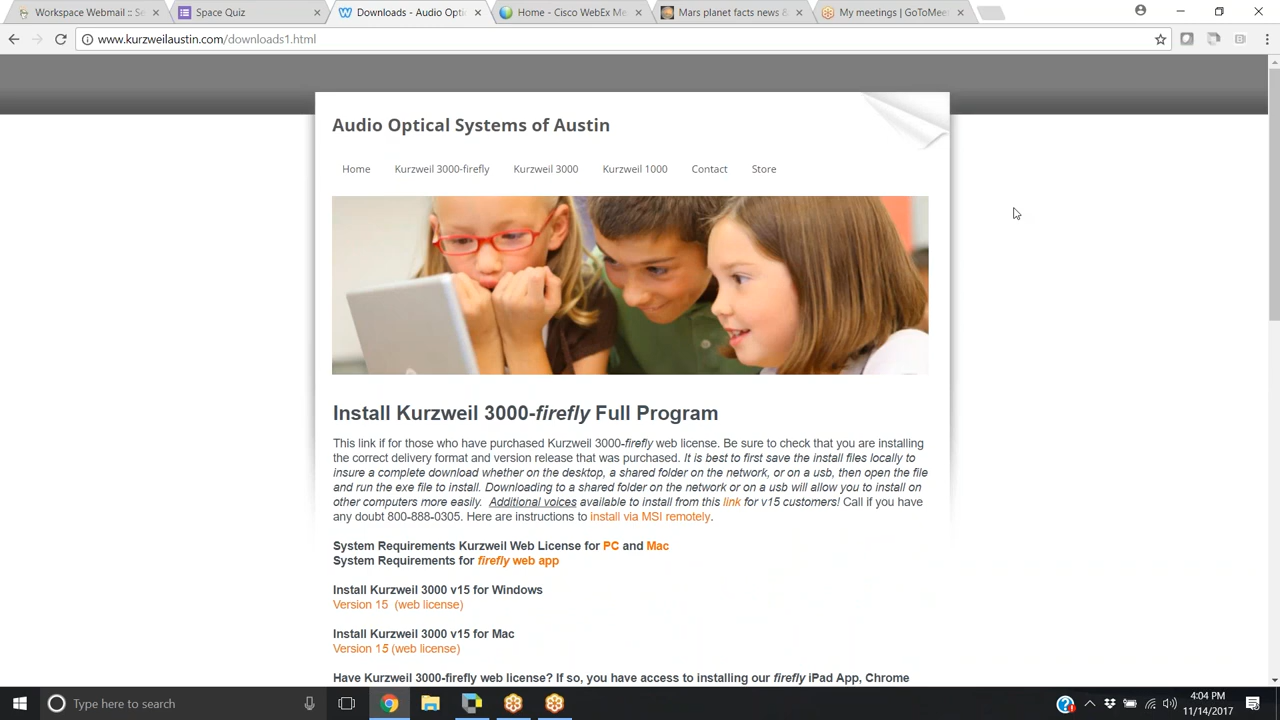 Workspace Webmail :: Se
Space Quiz
Downloads - Audio Opti
Home - Cisco WebEx Me
Mars planet facts news &
My meetings | GoToMee
www.kurzweilaustin.com/downloads1.html
Audio Optical Systems of Austin
Home Kurzweil 3000-firefly Kurzweil 3000 Kurzweil 1000 Contact Store
Install Kurzweil 3000-firefly Full Program
This link if for those who have purchased Kurzweil 3000-firefly web license. Be sure to check that you are installing
the correct delivery format and version release that was purchased. It is best to first save the install files locally to
insure a complete download whether on the desktop, a shared folder on the network, or on a usb, then open the file
and run the exe file to install. Downloading to a shared folder on the network or on a usb will allow you to install on
other computers more easily. Additional voices available to install from this link for v15 customers! Call if you have
any doubt 800-888-0305. Here are instructions to install via MSI remotely.
System Requirements Kurzweil Web License for PC and Mac
System Requirements for firefly web app
Install Kurzweil 3000 v15 for Windows
Version 15 (web license)
Install Kurzweil 3000 v15 for Mac
Version 15 (web license)
Have Kurzweil 3000-firefly web license? If so, you have access to installing our firefly iPad App, Chrome
Type here to search
4:04 PM
11/14/2017